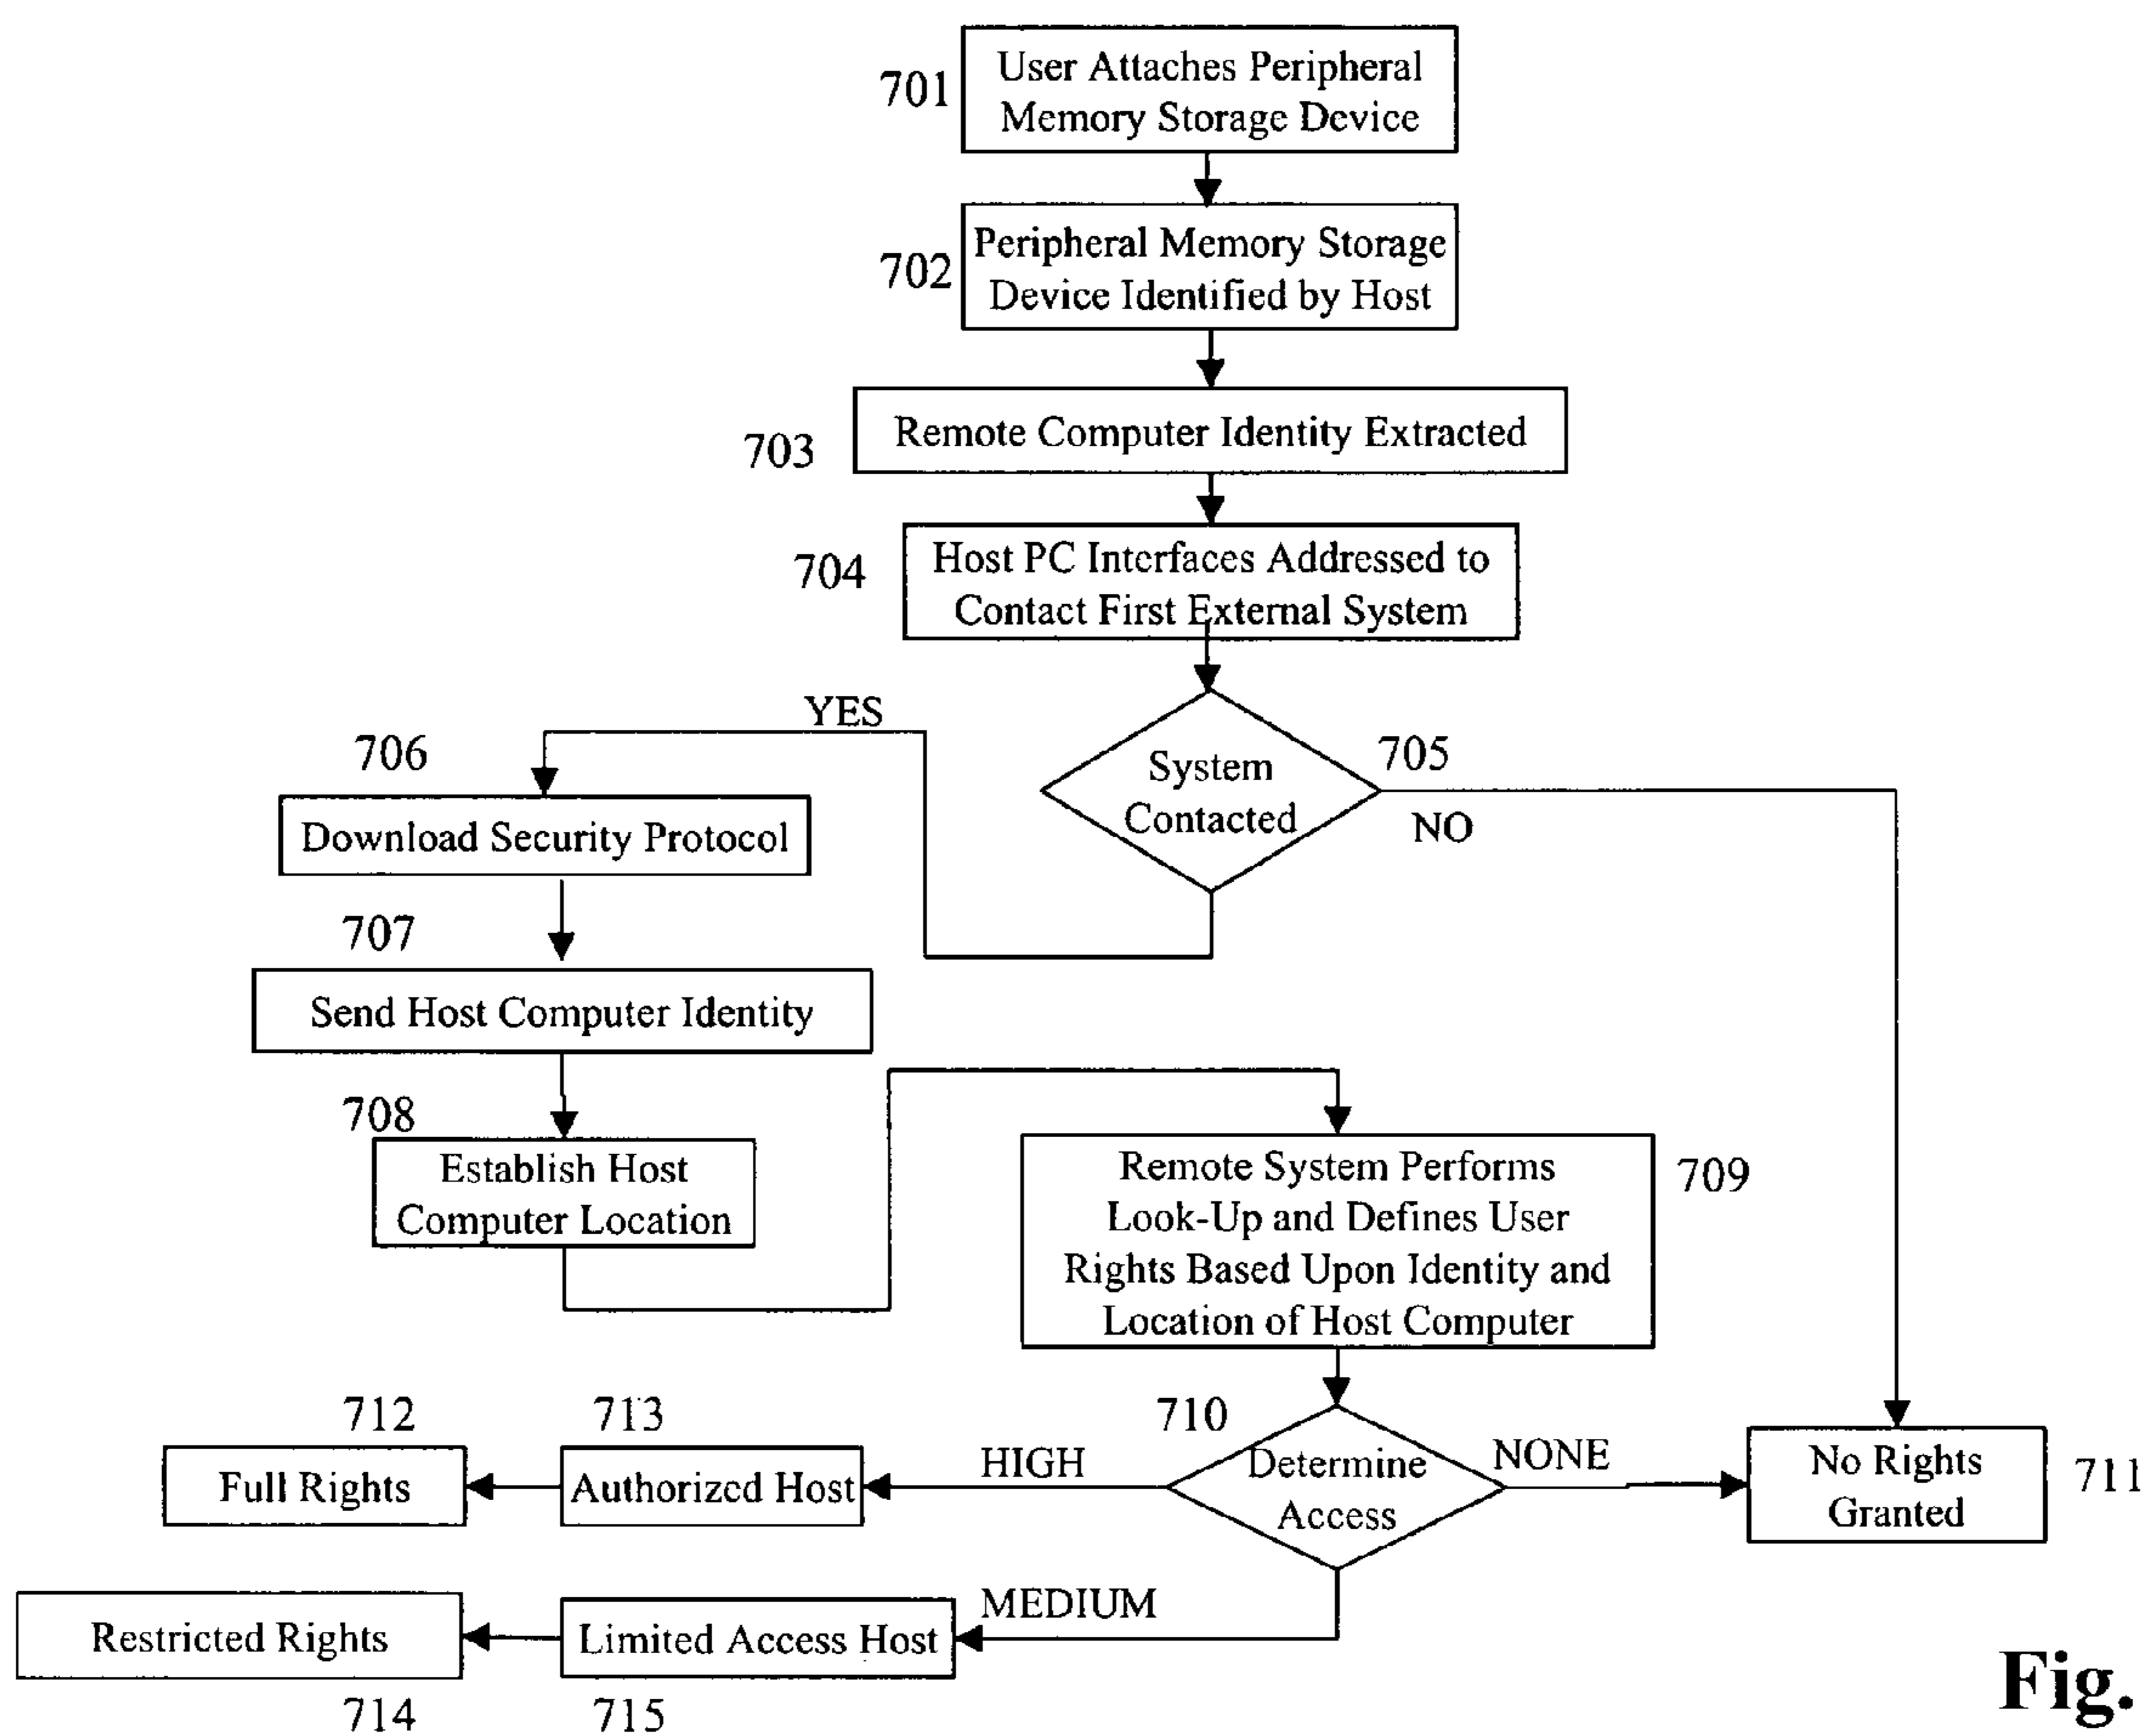 701
User Attaches Peripheral
Memory Storage Device
702
Peripheral Memory Storage
Device Identified by Host
703
Remote Computer Identity Extracted
704
Host PC Interfaces Addressed to
Contact First External System
YES
706
705
System
Contacted
NO
Download Security Protocol
707
Send Host Computer Identity
708
Establish Host
Computer Location
Remote System Performs
Look-Up and Defines User
Rights Based Upon Identity and
Location of Host Computer
709
712
713
710
Full Rights
Authorized Host
HIGH
Determine
Access
NONE
No Rights
Granted
711
Restricted Rights
Limited Access Host
MEDIUM
714
715
Fig.